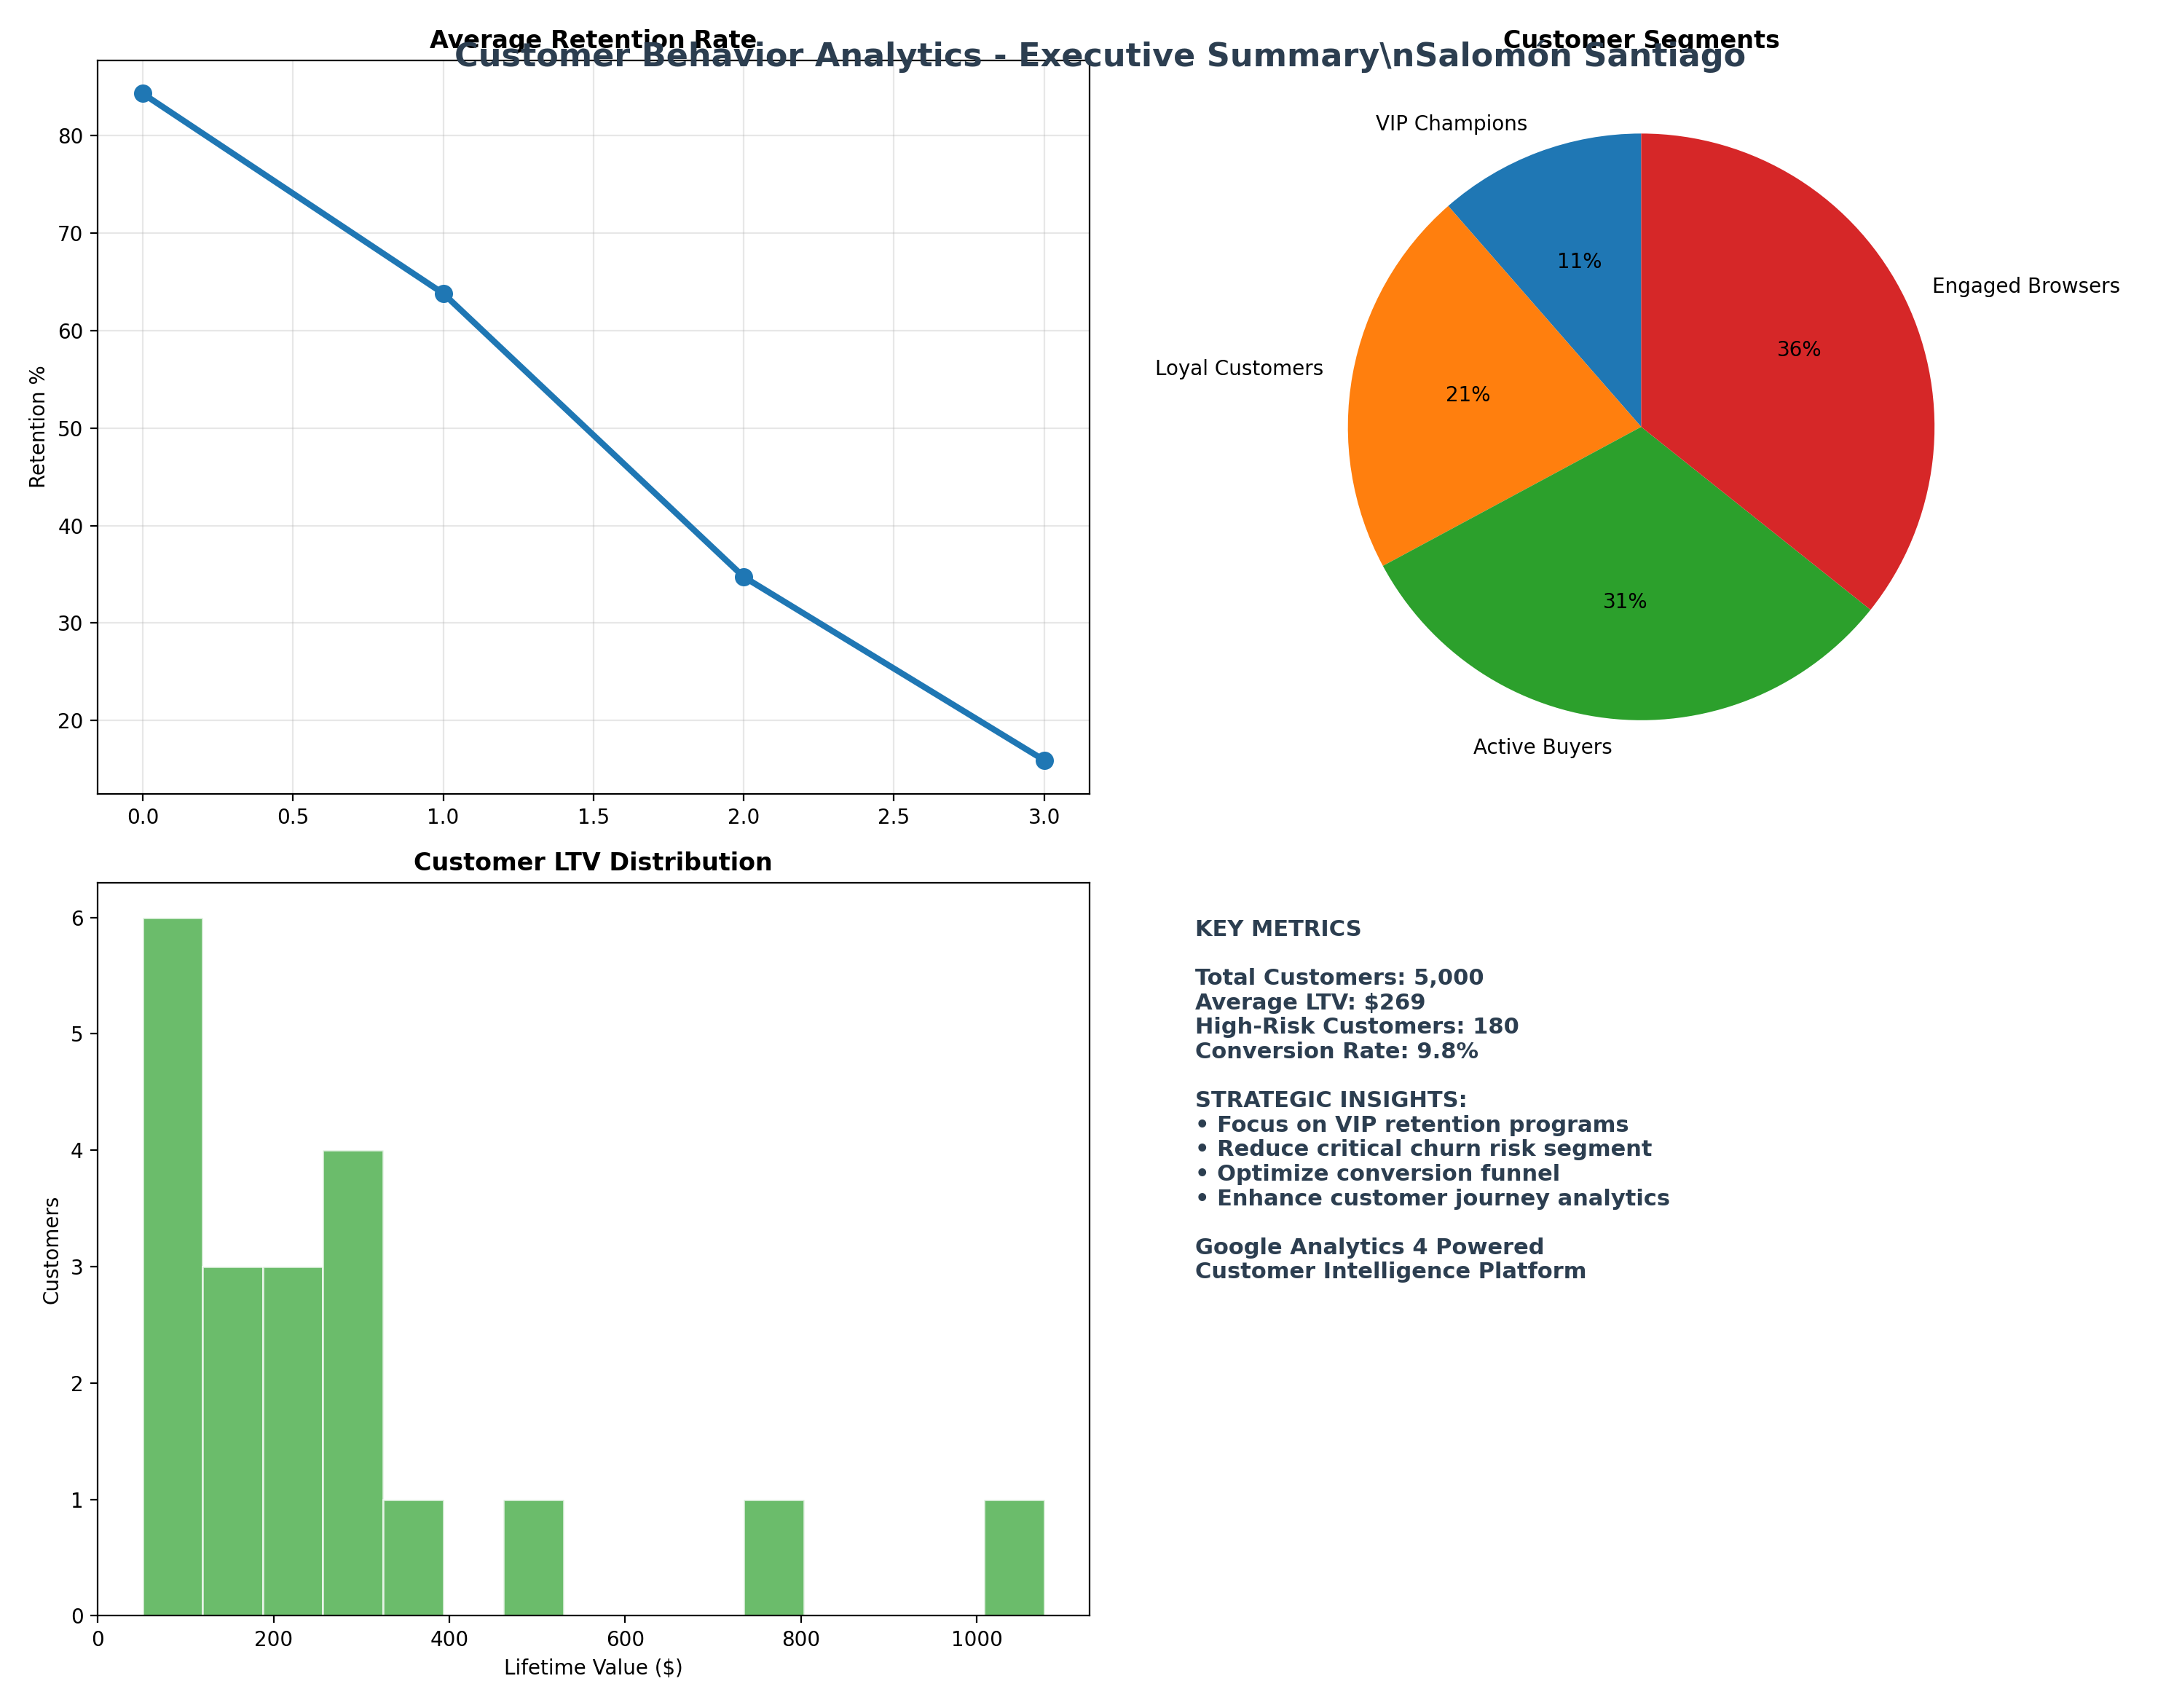 Customer Behavior Analytics - Executive Summary\nSalomón Santiago
Average Retention Rate
Retention %
80
70
60
50
40
30
20
0.0 0.5 1.0 1.5 2.0 2.5 3.0
Customer Segments
VIP Champions
Loyal Customers
Active Buyers
Engaged Browsers
11%
21%
31%
36%
Customer LTV Distribution
Customers
6
5
4
3
2
1
0
0 200 400 600 800 1000
Lifetime Value ($)
KEY METRICS
Total Customers: 5,000
Average LTV: $269
High-Risk Customers: 180
Conversion Rate: 9.8%
STRATEGIC INSIGHTS:
• Focus on VIP retention programs
• Reduce critical churn risk segment
• Optimize conversion funnel
• Enhance customer journey analytics
Google Analytics 4 Powered
Customer Intelligence Platform